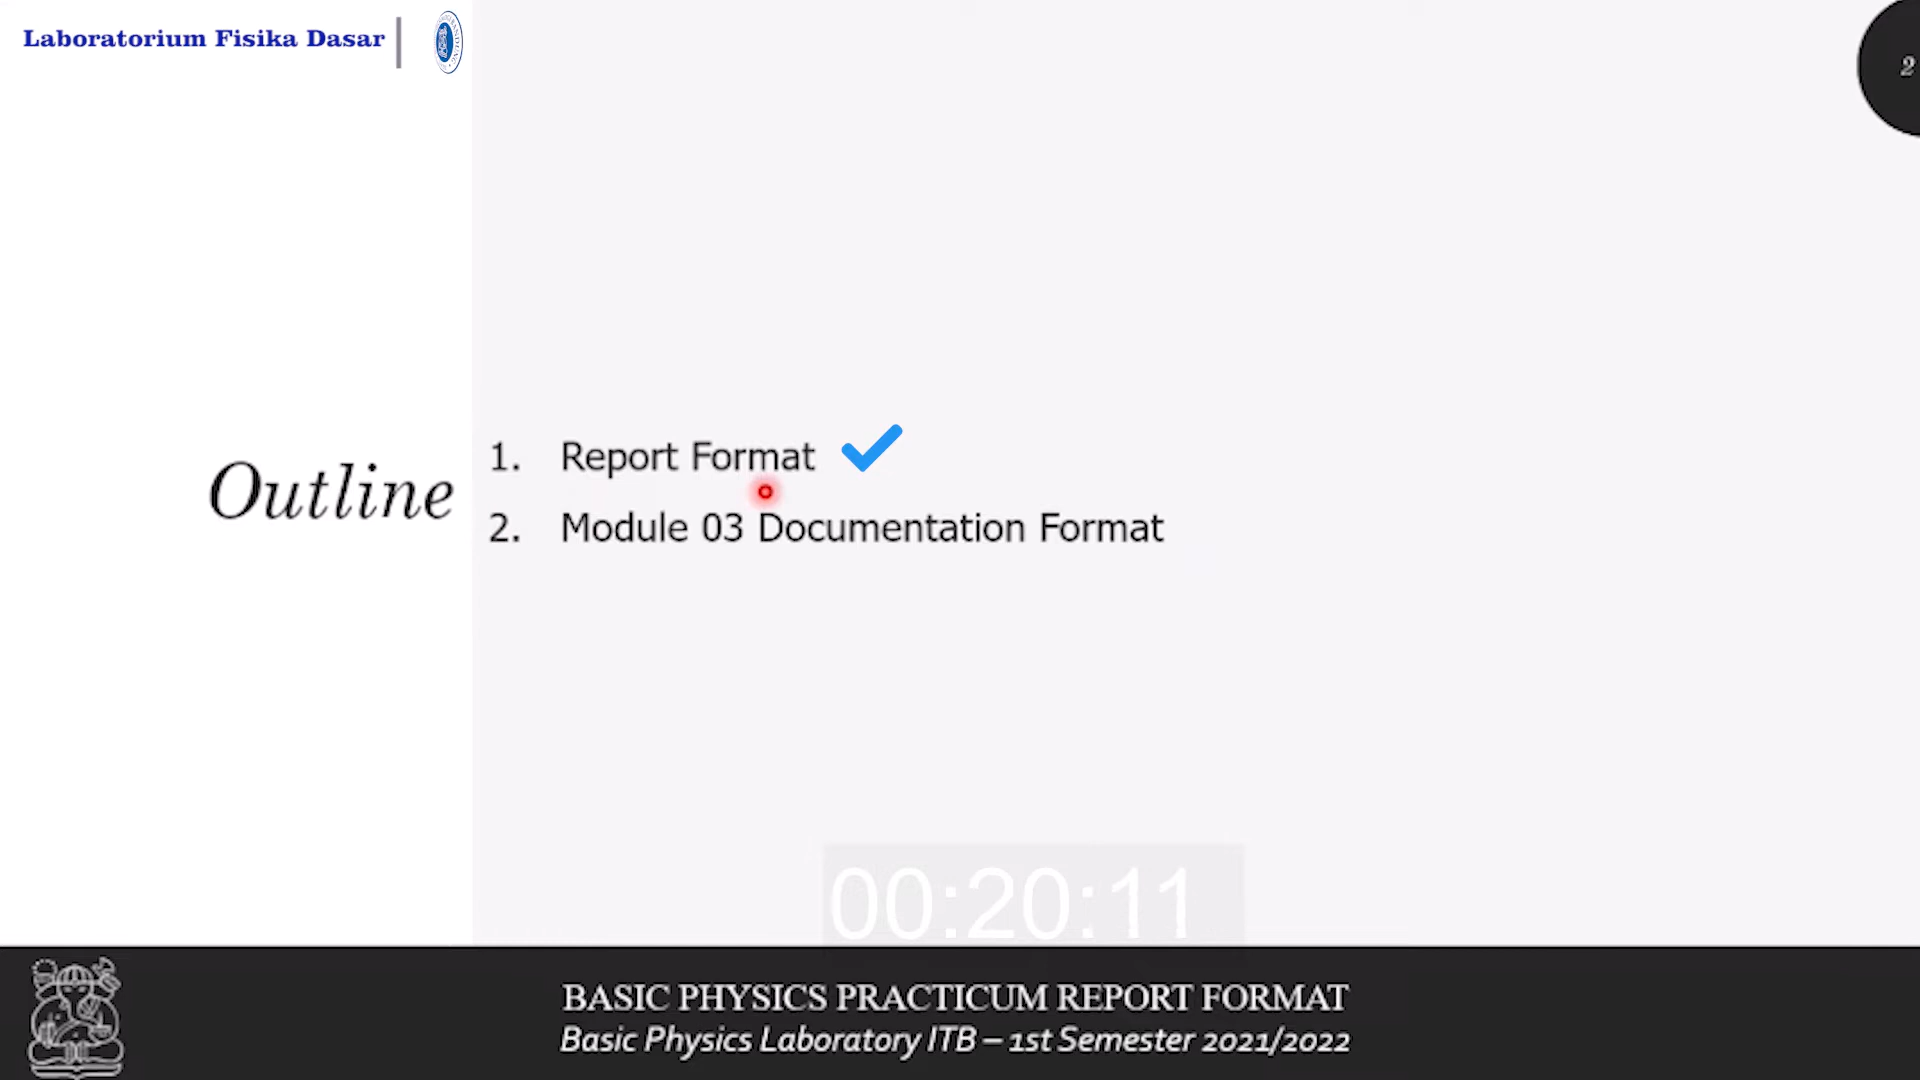 Laboratorium Fisika Dasar
2
Outline
1. Report Format
2. Module 03 Documentation Format
00:20:11
BASIC PHYSICS PRACTICUM REPORT FORMAT
Basic Physics Laboratory ITB – 1st Semester 2021/2022